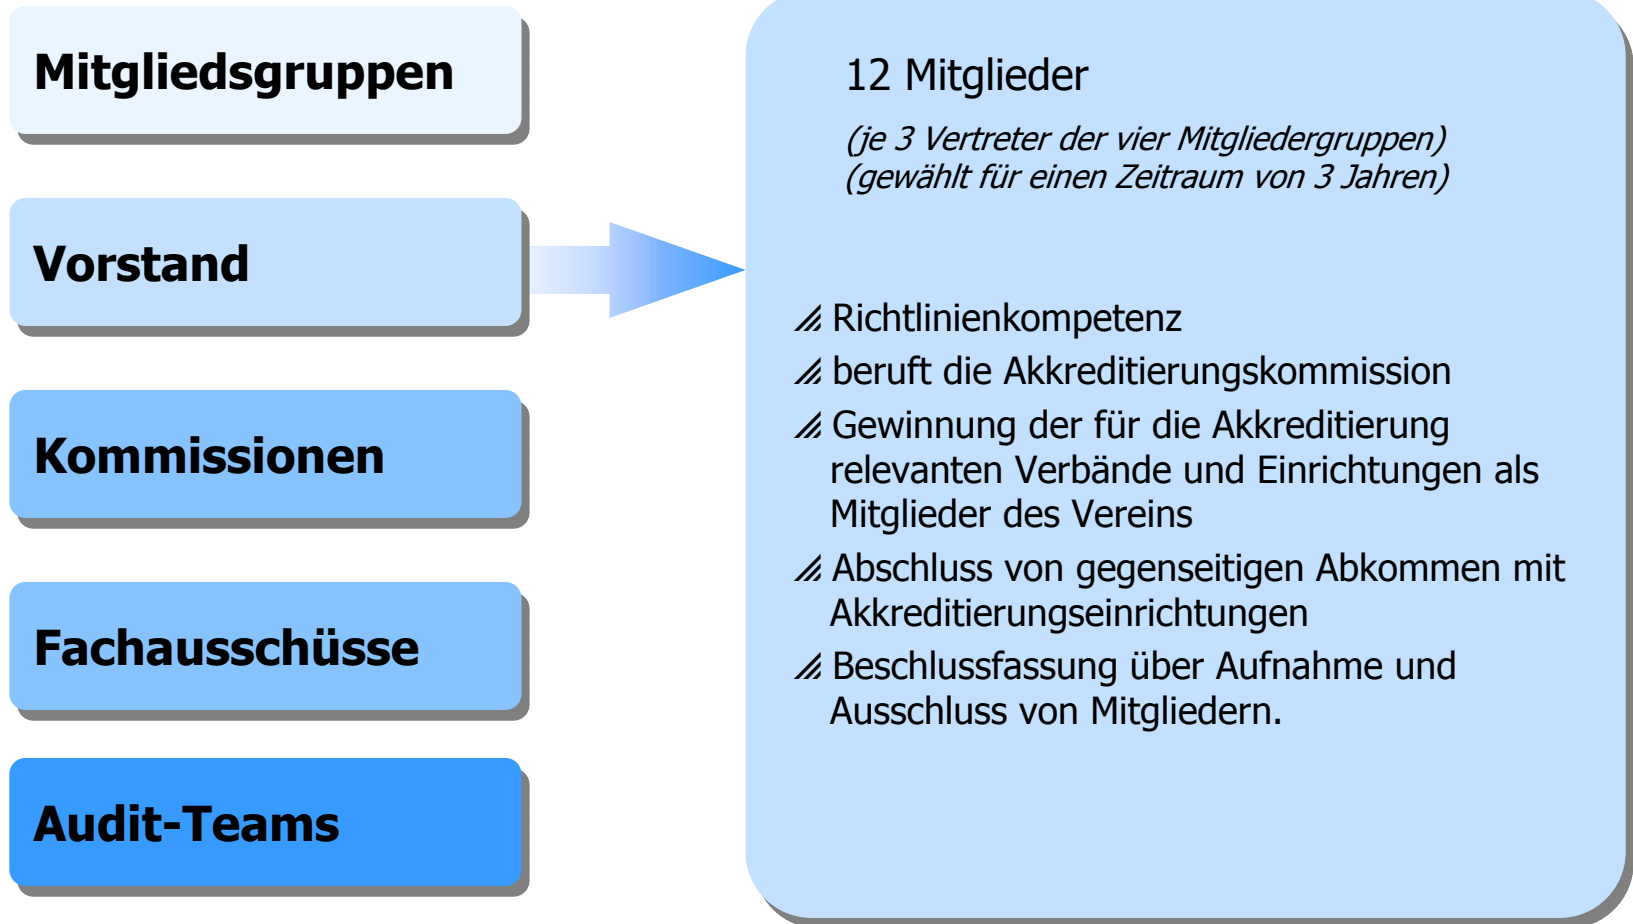 Mitgliedsgruppen
Vorstand
Kommissionen
Fachausschüsse
Audit-Teams
12 Mitglieder
(je 3 Vertreter der vier Mitgliedergruppen)
(gewählt für einen Zeitraum von 3 Jahren)
Richtlinienkompetenz
beruft die Akkreditierungskommission
Gewinnung der für die Akkreditierung
relevanten Verbände und Einrichtungen als
Mitglieder des Vereins
Abschluss von gegenseitigen Abkommen mit
Akkreditierungseinrichtungen
Beschlussfassung über Aufnahme und
Ausschluss von Mitgliedern.